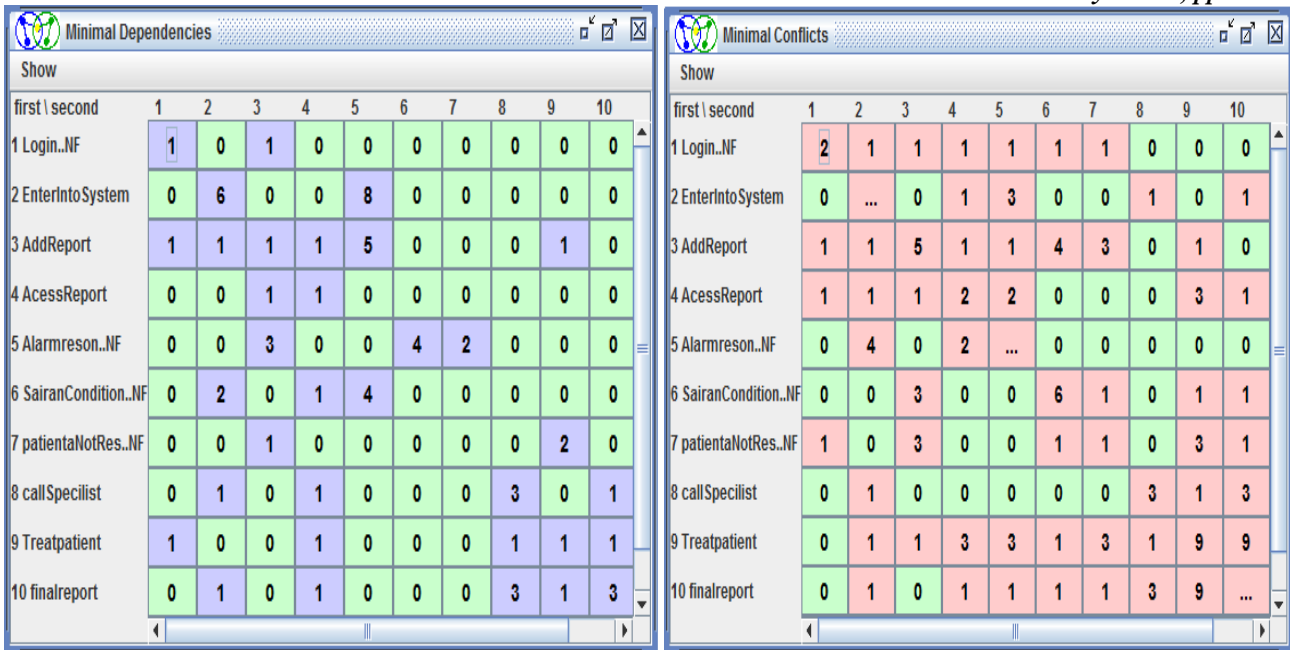 Minimal Dependencies
Show
first \ second 1 2 3 4 5 6 7 8 9 10
1 Login..NF 1 0 1 0 0 0 0 0 0 0
2 EnterIntoSystem 0 6 0 0 8 0 0 0 0 0
3 AddReport 1 1 1 1 5 0 0 0 1 0
4 AcessReport 0 0 1 1 0 0 0 0 0 0
5 Alarmreson..NF 0 0 3 0 0 4 2 0 0 0
6 SairanCondition..NF 0 2 0 1 4 0 0 0 0 0
7 patientaNotRes..NF 0 0 1 0 0 0 0 0 2 0
8 callSpecilist 0 1 0 1 0 0 0 3 0 1
9 Treatpatient 1 0 0 1 0 0 0 1 1 1
10 finalreport 0 1 0 1 0 0 0 3 1 3
Minimal Conflicts
Show
first \ second 1 2 3 4 5 6 7 8 9 10
1 Login..NF 2 1 1 1 1 1 1 0 0 0
2 EnterIntoSystem 0 ... 0 1 3 0 0 1 0 1
3 AddReport 1 1 5 1 1 4 3 0 1 0
4 AcessReport 1 1 1 2 2 0 0 0 3 1
5 Alarmreson..NF 0 4 0 2 ... 0 0 0 0 0
6 SairanCondition..NF 0 0 3 0 0 6 1 0 1 1
7 patientaNotRes..NF 1 0 3 0 0 1 1 0 3 1
8 callSpecilist 0 1 0 0 0 0 0 3 1 3
9 Treatpatient 0 1 1 3 3 1 3 1 9 9
10 finalreport 0 1 0 1 1 1 1 3 9 ...